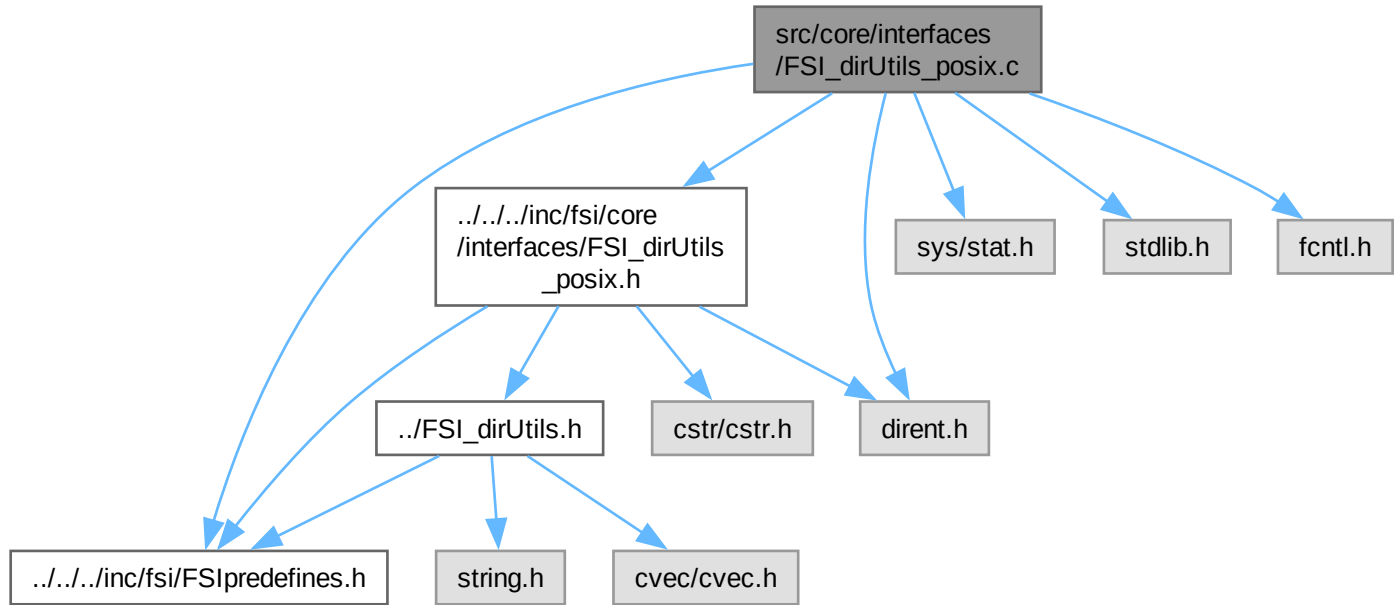 src/core/interfaces
/FSI_dirUtils_posix.c
../../../inc/fsi/core
/interfaces/FSI_dirUtils
_posix.h
sys/stat.h
stdlib.h
fcntl.h
../FSI_dirUtils.h
cstr/cstr.h
dirent.h
../../../inc/fsi/FSIpredefines.h
string.h
cvec/cvec.h